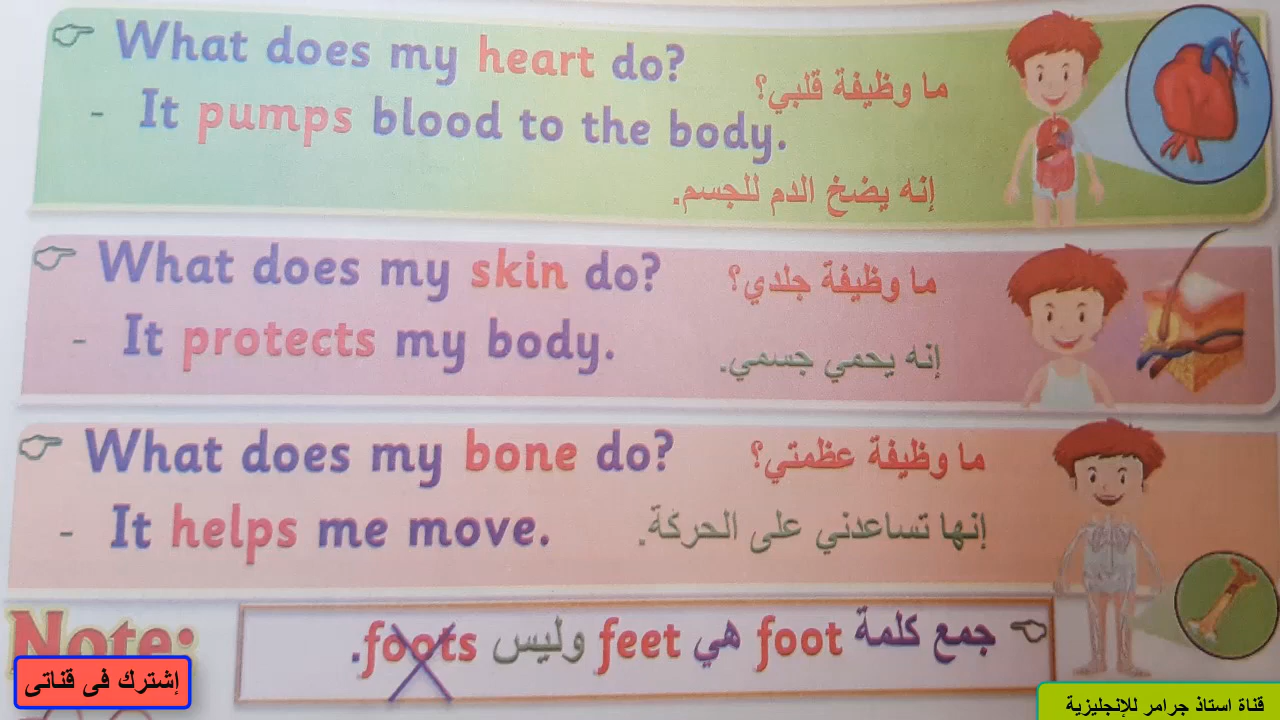 What does my heart do?
ما وظيفة قلبي؟
- It pumps blood to the body.
إنه يضخ الدم للجسم.
What does my skin do?
ما وظيفة جلدي؟
- It protects my body.
إنه يحمي جسمي.
What does my bone do?
ما وظيفة عظمتي؟
- It helps me move.
إنها تساعدني على الحركة.
Note:
جمع كلمة foot هي feet وليس foots.
إشترك فى قناتى
قناة استاذ جرامر للإنجليزية